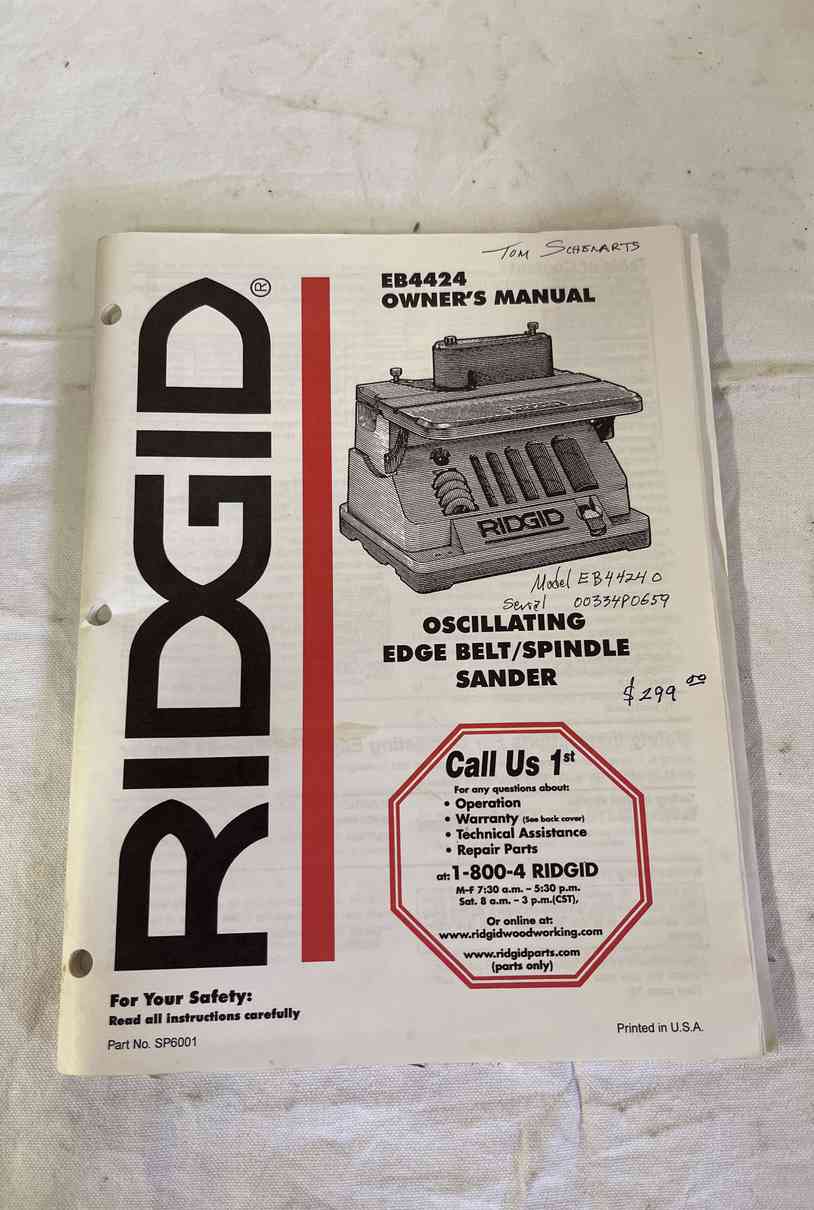 Tom Schenarts
EB4424
OWNER'S MANUAL
RIDGID®
RIDGID
Model EB44240
Serial 0033490659
OSCILLATING
EDGE BELT/SPINDLE
SANDER
$299.00
Call Us 1st
For any questions about:
• Operation
• Warranty (See back cover)
• Technical Assistance
• Repair Parts
at: 1-800-4 RIDGID
M-F 7:30 a.m. – 5:30 p.m.
Sat. 8 a.m. – 3 p.m.(CST),
Or online at:
www.ridgidwoodworking.com
www.ridgidparts.com
(parts only)
For Your Safety:
Read all instructions carefully
Part No. SP6001
Printed in U.S.A.